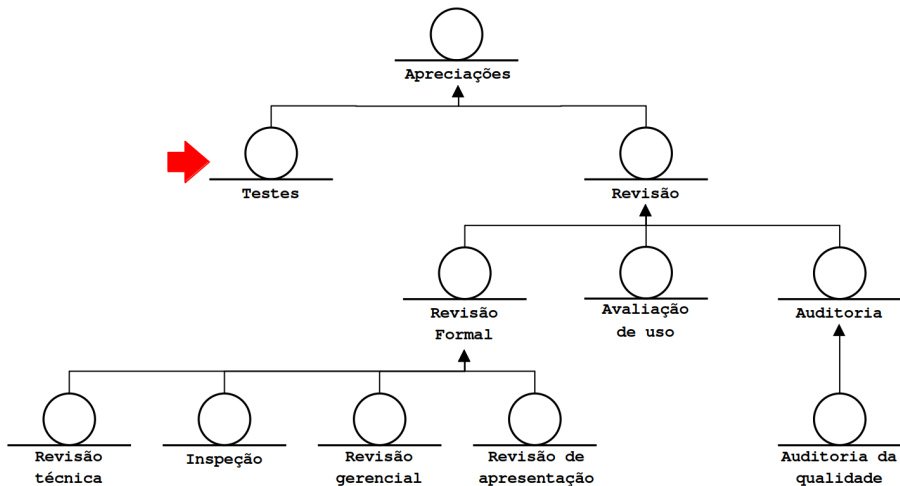 Apreciações
Testes
Revisão
Revisão
Formal
Avaliação
de uso
Auditoria
Revisão
técnica
Inspeção
Revisão
gerencial
Revisão de
apresentação
Auditoria da
qualidade